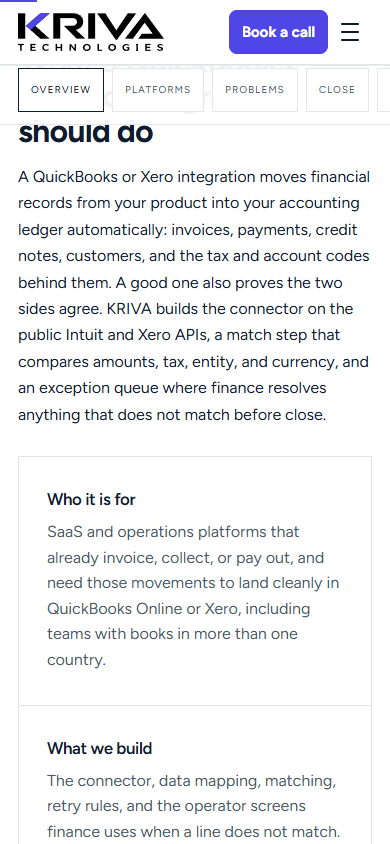 KRIVA
TECHNOLOGIES
Book a call
OVERVIEW
PLATFORMS
PROBLEMS
CLOSE
should do
A QuickBooks or Xero integration moves financial
records from your product into your accounting
ledger automatically: invoices, payments, credit
notes, customers, and the tax and account codes
behind them. A good one also proves the two
sides agree. KRIVA builds the connector on the
public Intuit and Xero APIs, a match step that
compares amounts, tax, entity, and currency, and
an exception queue where finance resolves
anything that does not match before close.
Who it is for
SaaS and operations platforms that
already invoice, collect, or pay out, and
need those movements to land cleanly in
QuickBooks Online or Xero, including
teams with books in more than one
country.
What we build
The connector, data mapping, matching,
retry rules, and the operator screens
finance uses when a line does not match.